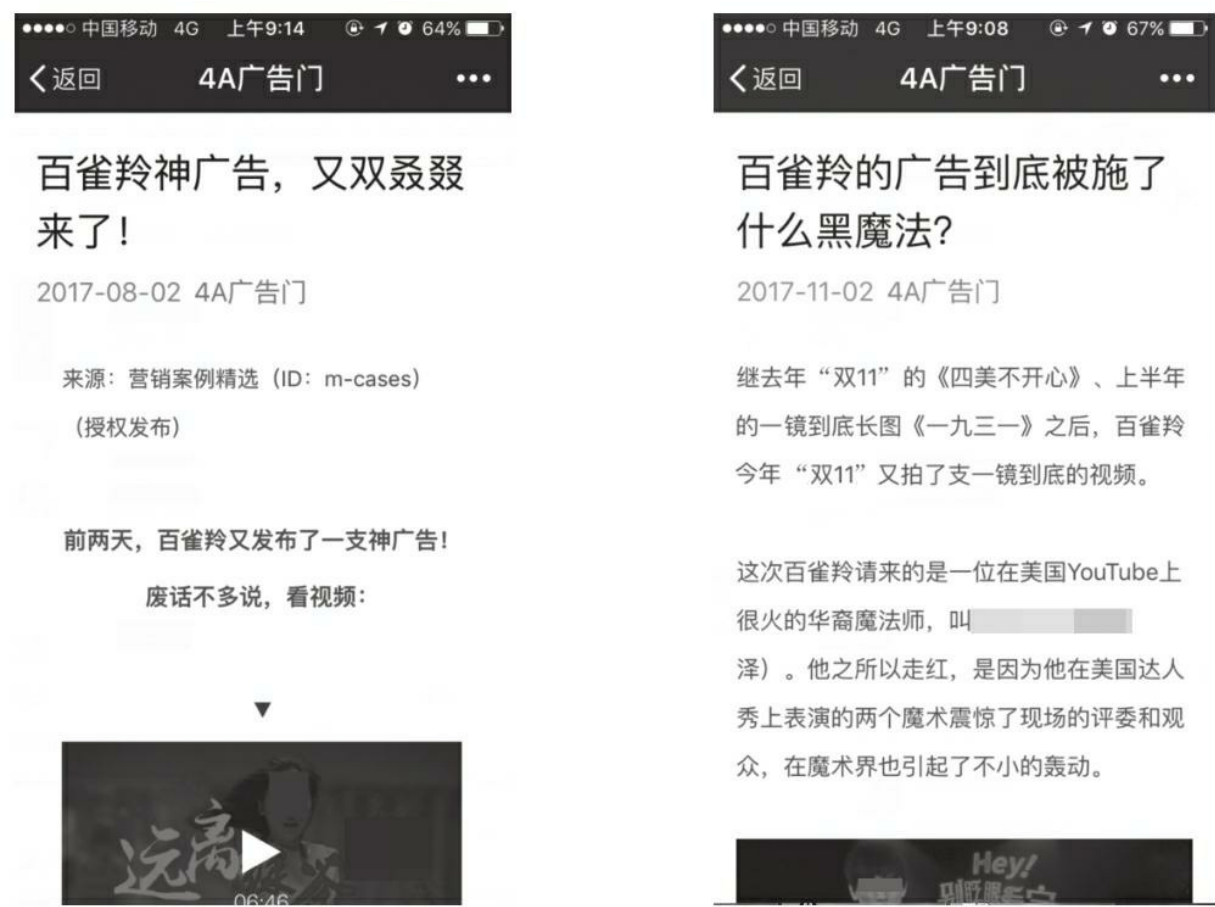 中国移动 4G 上午9:14 64%
返回 4A广告门
百雀羚神广告，又双叒叕
来了！
2017-08-02 4A广告门
来源：营销案例精选（ID：m-cases）
（授权发布）
前两天，百雀羚又发布了一支神广告！
废话不多说，看视频：
远离
06:46
中国移动 4G 上午9:08 67%
返回 4A广告门
百雀羚的广告到底被施了
什么黑魔法？
2017-11-02 4A广告门
继去年“双11”的《四美不开心》、上半年
的一镜到底长图《一九三一》之后，百雀羚
今年“双11”又拍了支一镜到底的视频。
这次百雀羚请来的是一位在美国YouTube上
很火的华裔魔法师，叫
泽）。他之所以走红，是因为他在美国达人
秀上表演的两个魔术震惊了现场的评委和观
众，在魔术界也引起了不小的轰动。
Hey!